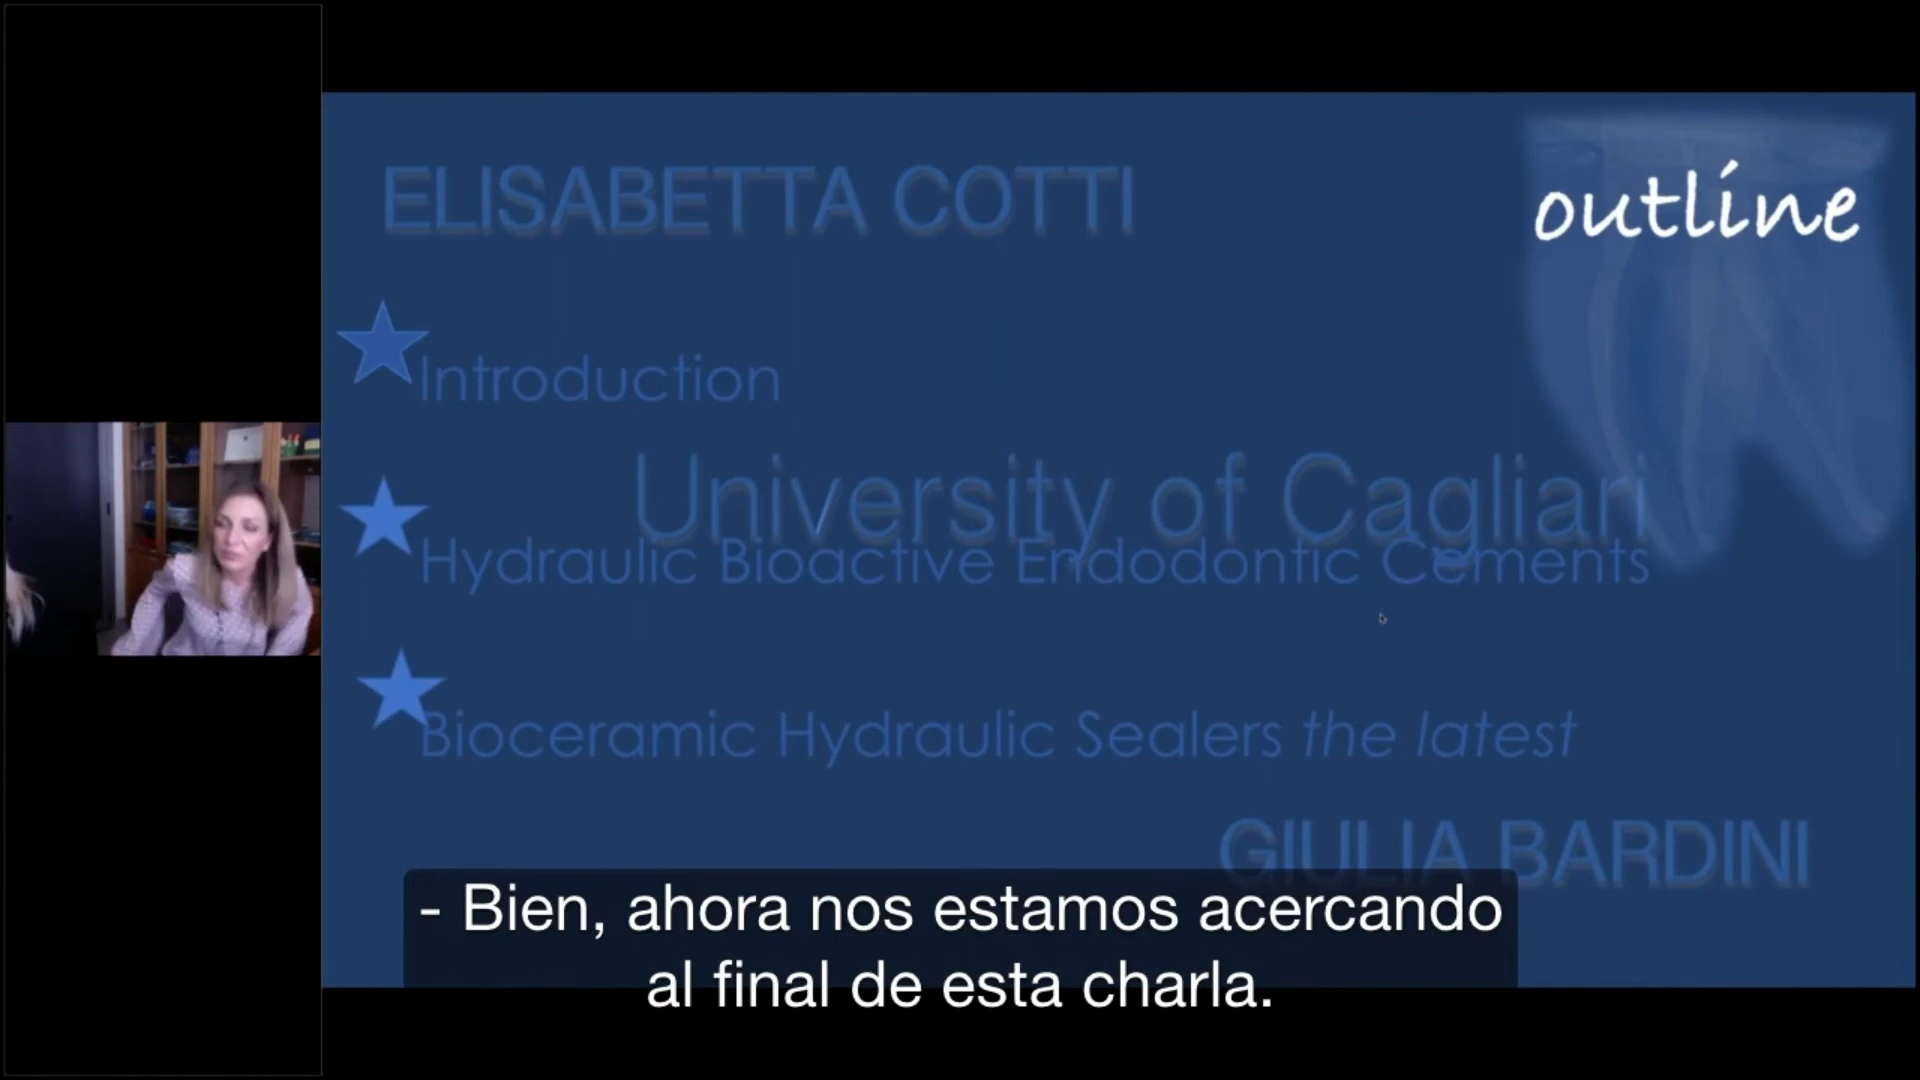 ELISABETTA COTTI
outline
Introduction
University of Cagliari
Hydraulic Bioactive Endodontic Cements
Bioceramic Hydraulic Sealers the latest
GIULIA BARDINI
- Bien, ahora nos estamos acercando
al final de esta charla.